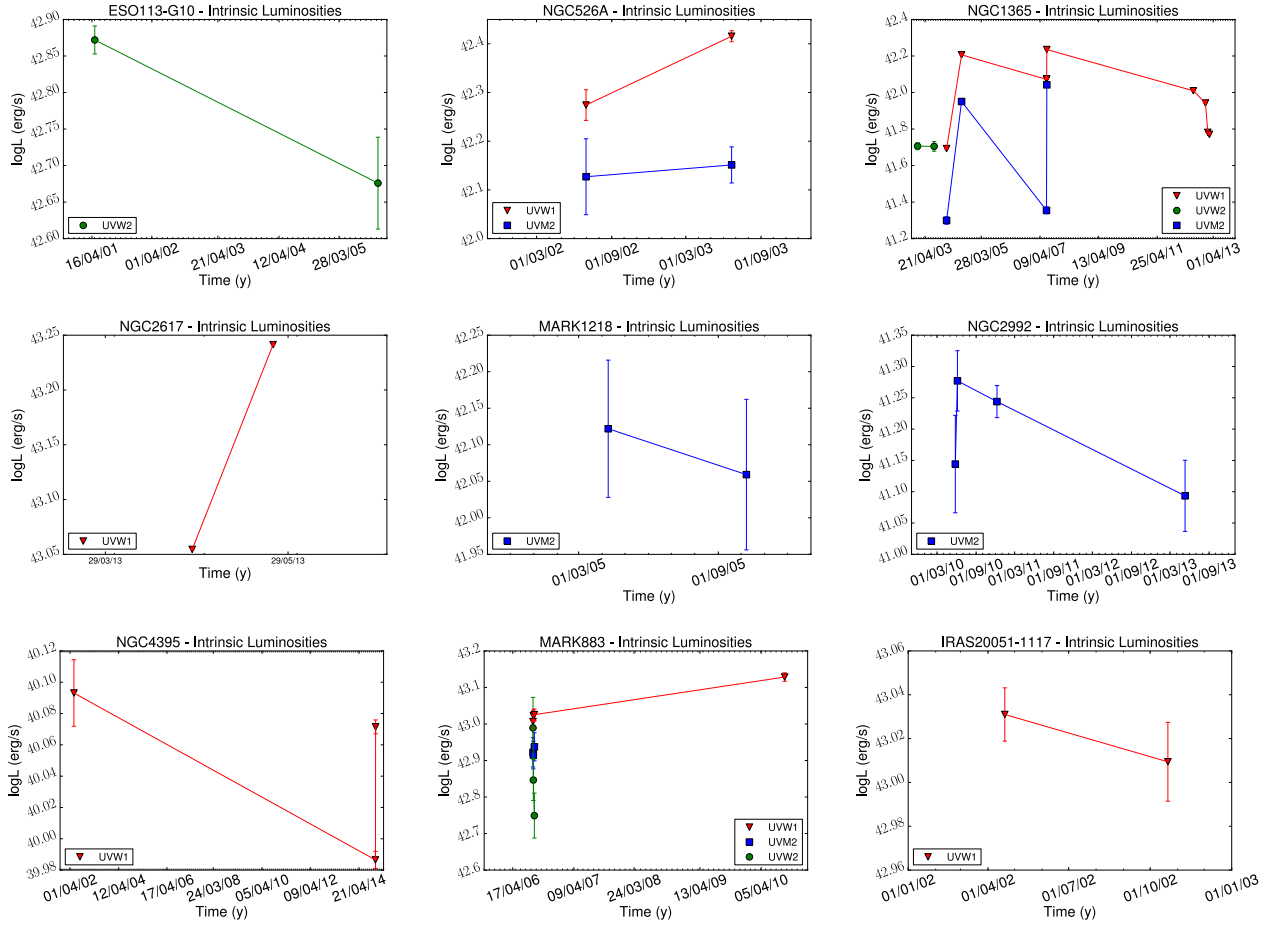 ESO113-G10 - Intrinsic Luminosities
logL (erg/s)
42.90
42.85
42.80
42.75
42.70
42.65
42.60
UVW2
16/04/01 01/04/02 21/04/03 12/04/04 28/03/05
Time (y)
NGC526A - Intrinsic Luminosities
logL (erg/s)
42.4
42.3
42.2
42.1
42.0
UVW1
UVM2
01/03/02 01/09/02 01/03/03 01/09/03
Time (y)
NGC1365 - Intrinsic Luminosities
logL (erg/s)
42.4
42.2
42.0
41.8
41.6
41.4
41.2
UVW1
UVW2
UVM2
21/04/03 28/03/05 09/04/07 13/04/09 25/04/11 01/04/13
Time (y)
NGC2617 - Intrinsic Luminosities
logL (erg/s)
43.25
43.20
43.15
43.10
43.05
UVW1
29/03/13 29/05/13
Time (y)
MARK1218 - Intrinsic Luminosities
logL (erg/s)
42.25
42.20
42.15
42.10
42.05
42.00
41.95
UVM2
01/03/05 01/09/05
Time (y)
NGC2992 - Intrinsic Luminosities
logL (erg/s)
41.35
41.30
41.25
41.20
41.15
41.10
41.05
41.00
UVM2
01/03/10 01/09/10 01/03/11 01/09/11 01/03/12 01/09/12 01/03/13 01/09/13
Time (y)
NGC4395 - Intrinsic Luminosities
logL (erg/s)
40.12
40.10
40.08
40.06
40.04
40.02
40.00
39.98
UVW1
01/04/02 12/04/04 17/04/06 24/03/08 05/04/10 09/04/12 21/04/14
Time (y)
MARK883 - Intrinsic Luminosities
logL (erg/s)
43.2
43.1
43.0
42.9
42.8
42.7
42.6
UVW1
UVM2
UVW2
17/04/06 09/04/07 24/03/08 13/04/09 05/04/10
Time (y)
IRAS20051-1117 - Intrinsic Luminosities
logL (erg/s)
43.06
43.04
43.02
43.00
42.98
42.96
UVW1
01/01/02 01/04/02 01/07/02 01/10/02 01/01/03
Time (y)